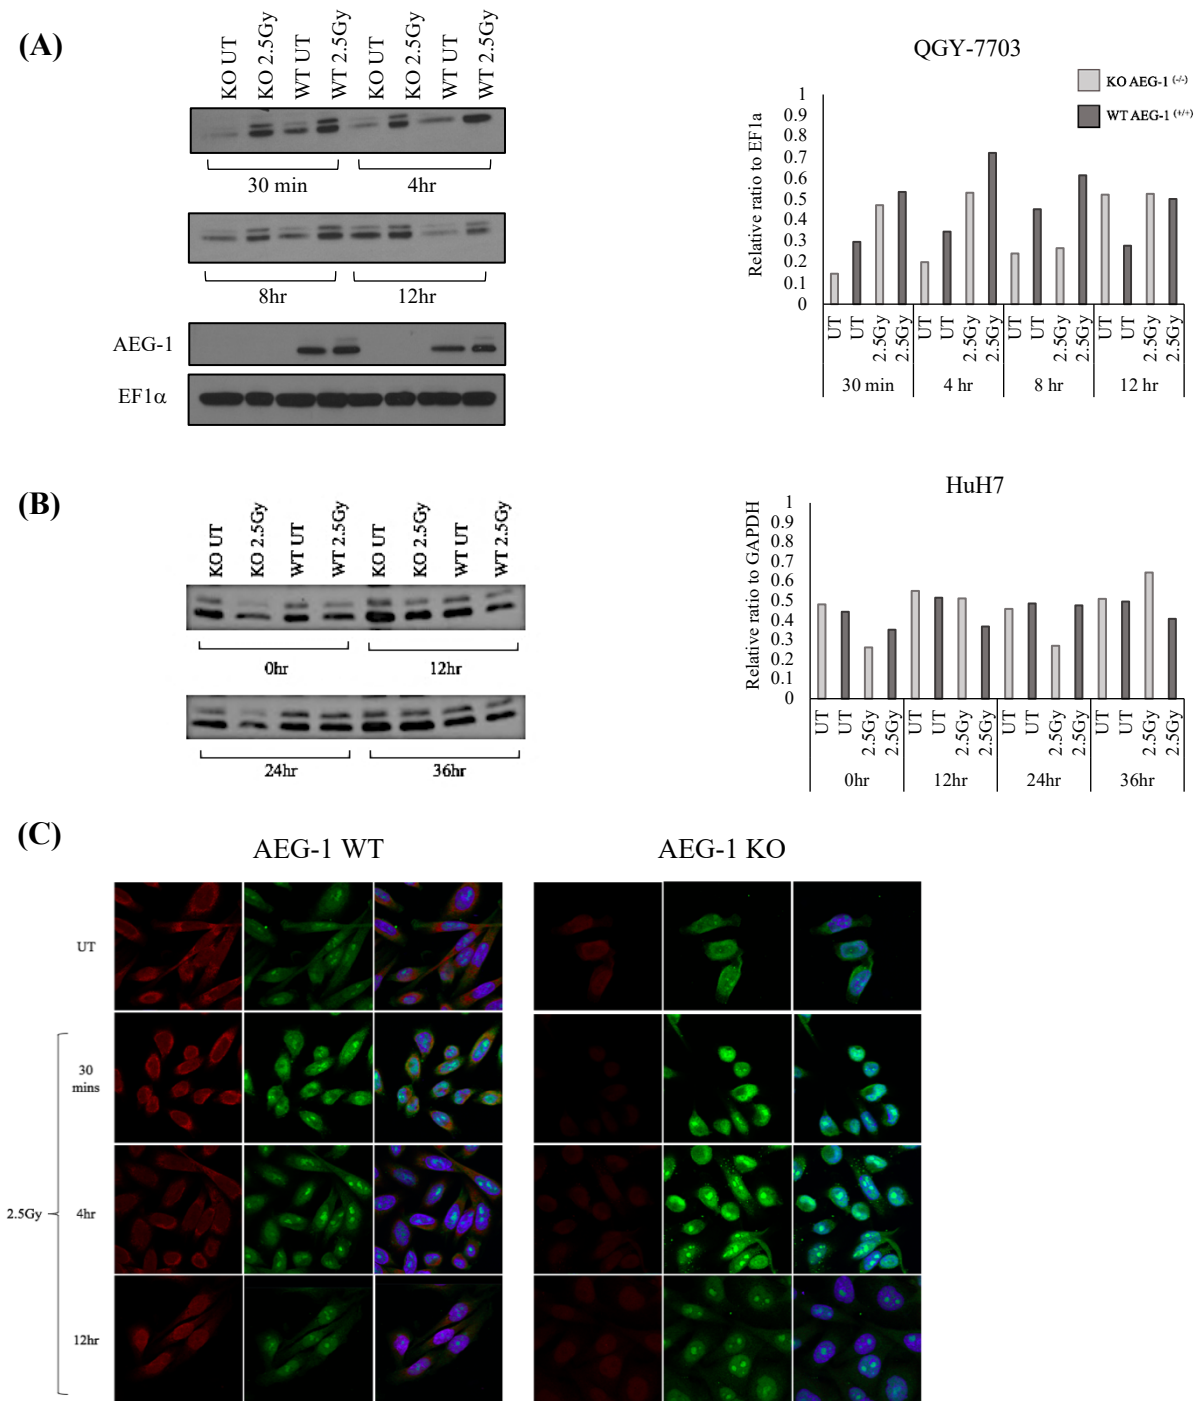 (A)
KO UT
KO 2.5Gy
WT UT
WT 2.5Gy
KO UT
KO 2.5Gy
WT UT
WT 2.5Gy
30 min
4hr
8hr
12hr
AEG-1
EF1α
QGY-7703
KO AEG-1 (-/-)
WT AEG-1 (+/+)
Relative ratio to EF1a
1
0.9
0.8
0.7
0.6
0.5
0.4
0.3
0.2
0.1
0
UT
UT
2.5Gy
2.5Gy
UT
UT
2.5Gy
2.5Gy
UT
UT
2.5Gy
2.5Gy
UT
UT
2.5Gy
2.5Gy
30 min
4 hr
8 hr
12 hr
(B)
KO UT
KO 2.5Gy
WT UT
WT 2.5Gy
KO UT
KO 2.5Gy
WT UT
WT 2.5Gy
0hr
12hr
24hr
36hr
HuH7
Relative ratio to GAPDH
1
0.9
0.8
0.7
0.6
0.5
0.4
0.3
0.2
0.1
0
UT
UT
2.5Gy
2.5Gy
UT
UT
2.5Gy
2.5Gy
UT
UT
2.5Gy
2.5Gy
UT
UT
2.5Gy
2.5Gy
0hr
12hr
24hr
36hr
(C)
AEG-1 WT
AEG-1 KO
UT
30
mins
2.5Gy
4hr
12hr